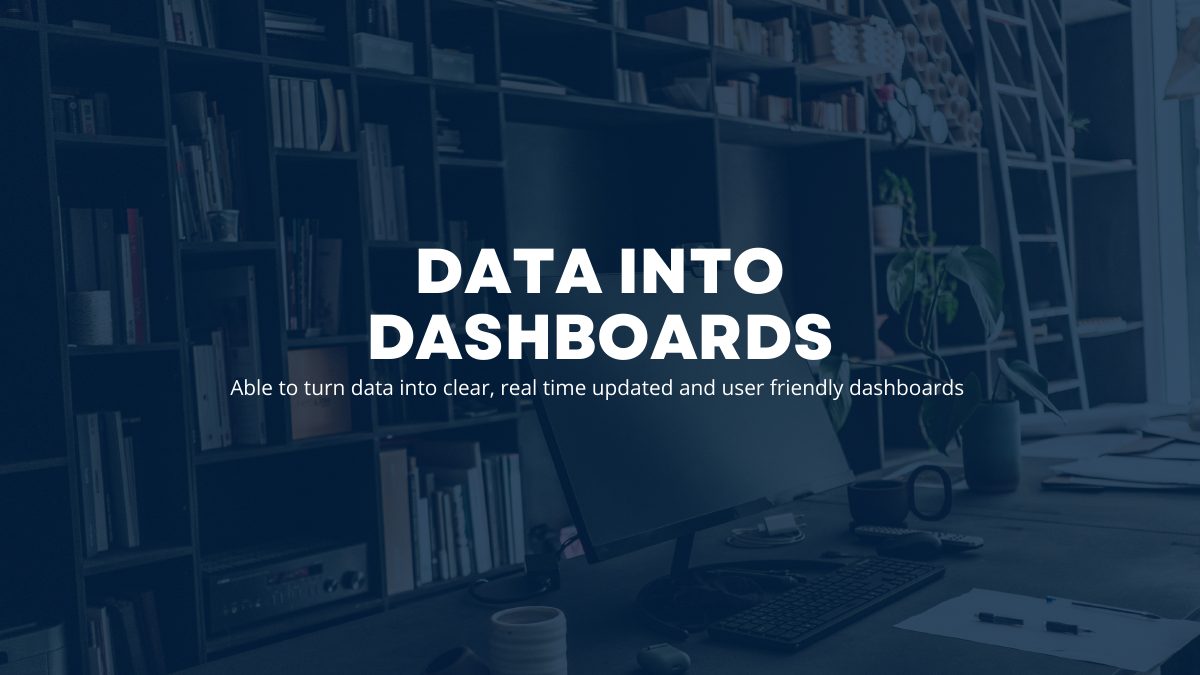 DATA INTO
DASHBOARDS
Able to turn data into clear, real time updated and user friendly dashboards